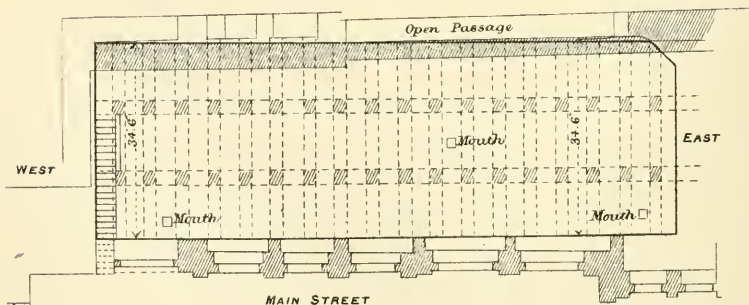 Open Passage
34.6"
34.6"
Mouth
EAST
WEST
Mouth
Mouth
MAIN STREET